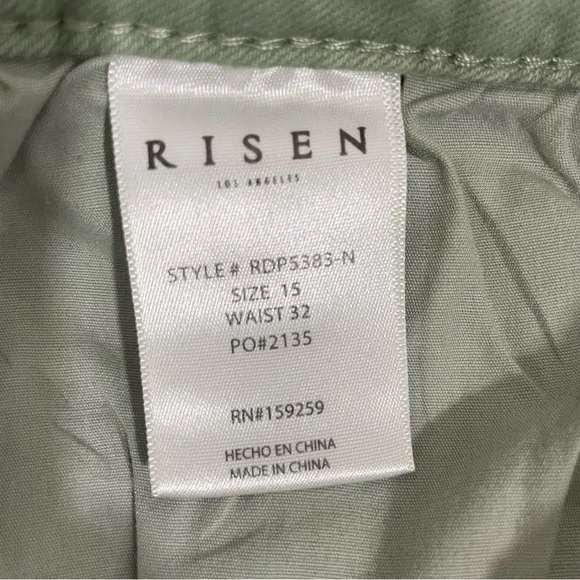 RISEN
LOS ANGELES
STYLE# RDP5383-N
SIZE 15
WAIST 32
PO#2135
RN#159259
HECHO EN CHINA
MADE IN CHINA